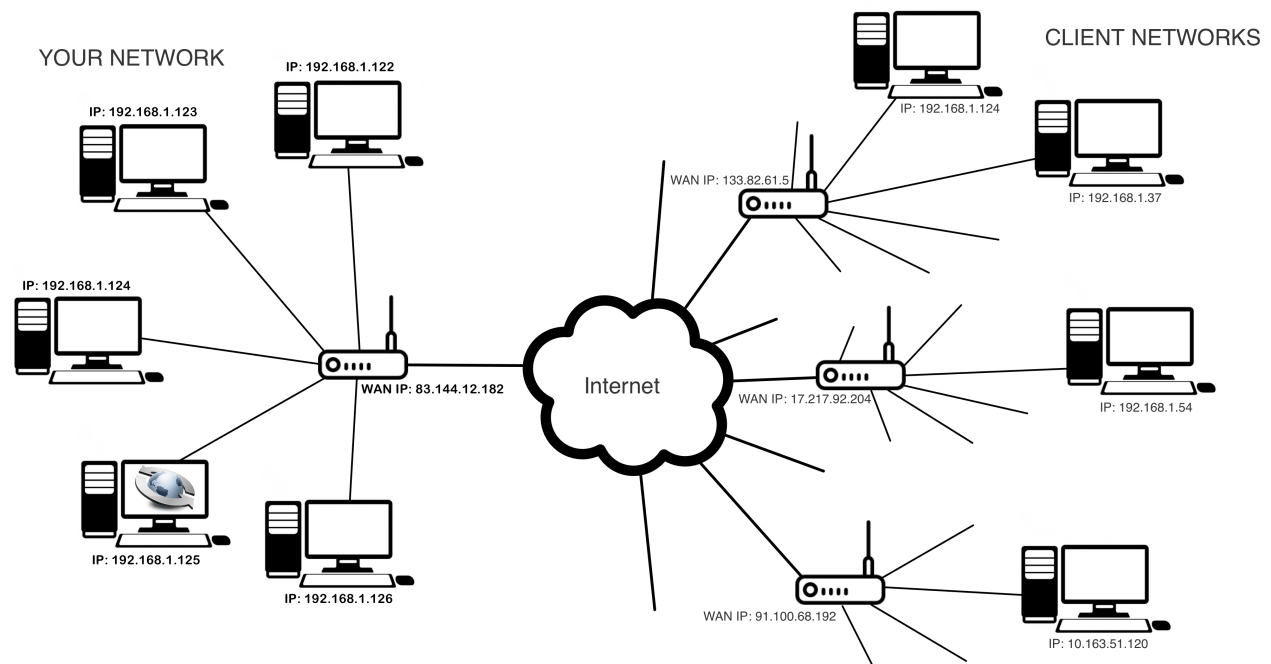 YOUR NETWORK
CLIENT NETWORKS
IP: 192.168.1.122
IP: 192.168.1.123
IP: 192.168.1.124
WAN IP: 83.144.12.182
IP: 192.168.1.125
IP: 192.168.1.126
Internet
IP: 192.168.1.124
WAN IP: 133.82.61.5
IP: 192.168.1.37
WAN IP: 17.217.92.204
IP: 192.168.1.54
WAN IP: 91.100.68.192
IP: 10.163.51.120